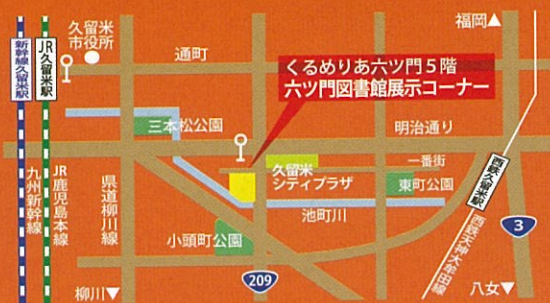 福岡▲
久留米
市役所
通町
新幹線久留米駅
JR久留米駅
くるめりあ六ツ門5階
六ツ門図書館展示コーナー
三本松公園
明治通り
一番街
久留米
シティプラザ
東町公園
西鉄久留米駅
池町川
九州新幹線
JR鹿児島本線
県道柳川線
小頭町公園
西鉄天神大牟田線
3
209
柳川▼
八女▼